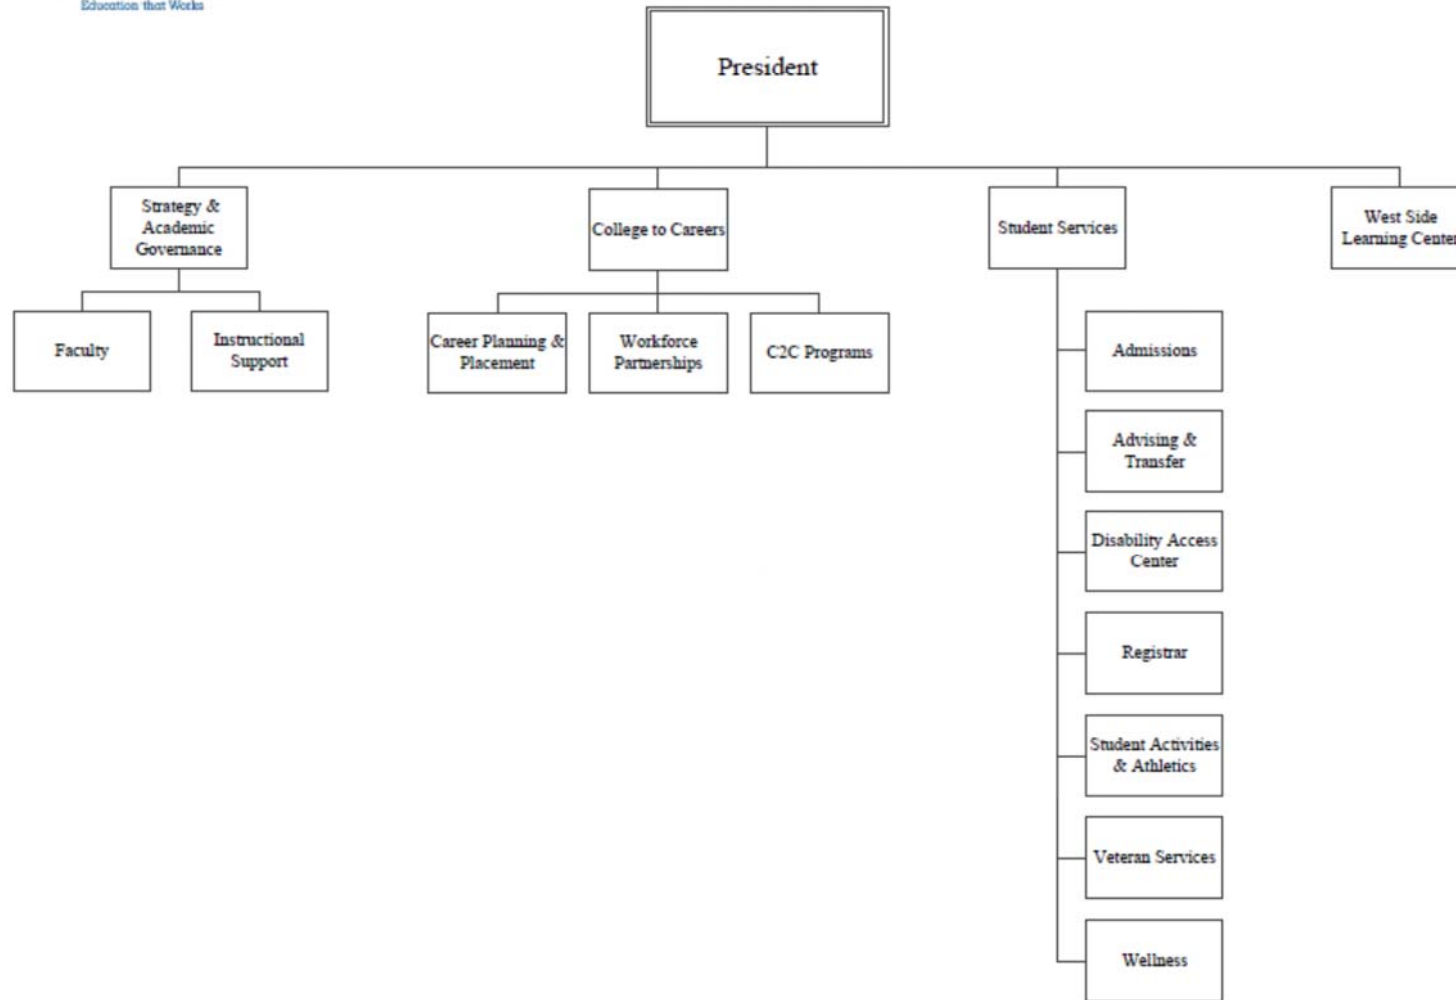 Education that Works
President
Strategy &
Academic
Governance
College to Careers
Student Services
West Side
Learning Center
Faculty
Instructional
Support
Career Planning &
Placement
Workforce
Partnerships
C2C Programs
Admissions
Advising &
Transfer
Disability Access
Center
Registrar
Student Activities
& Athletics
Veteran Services
Wellness